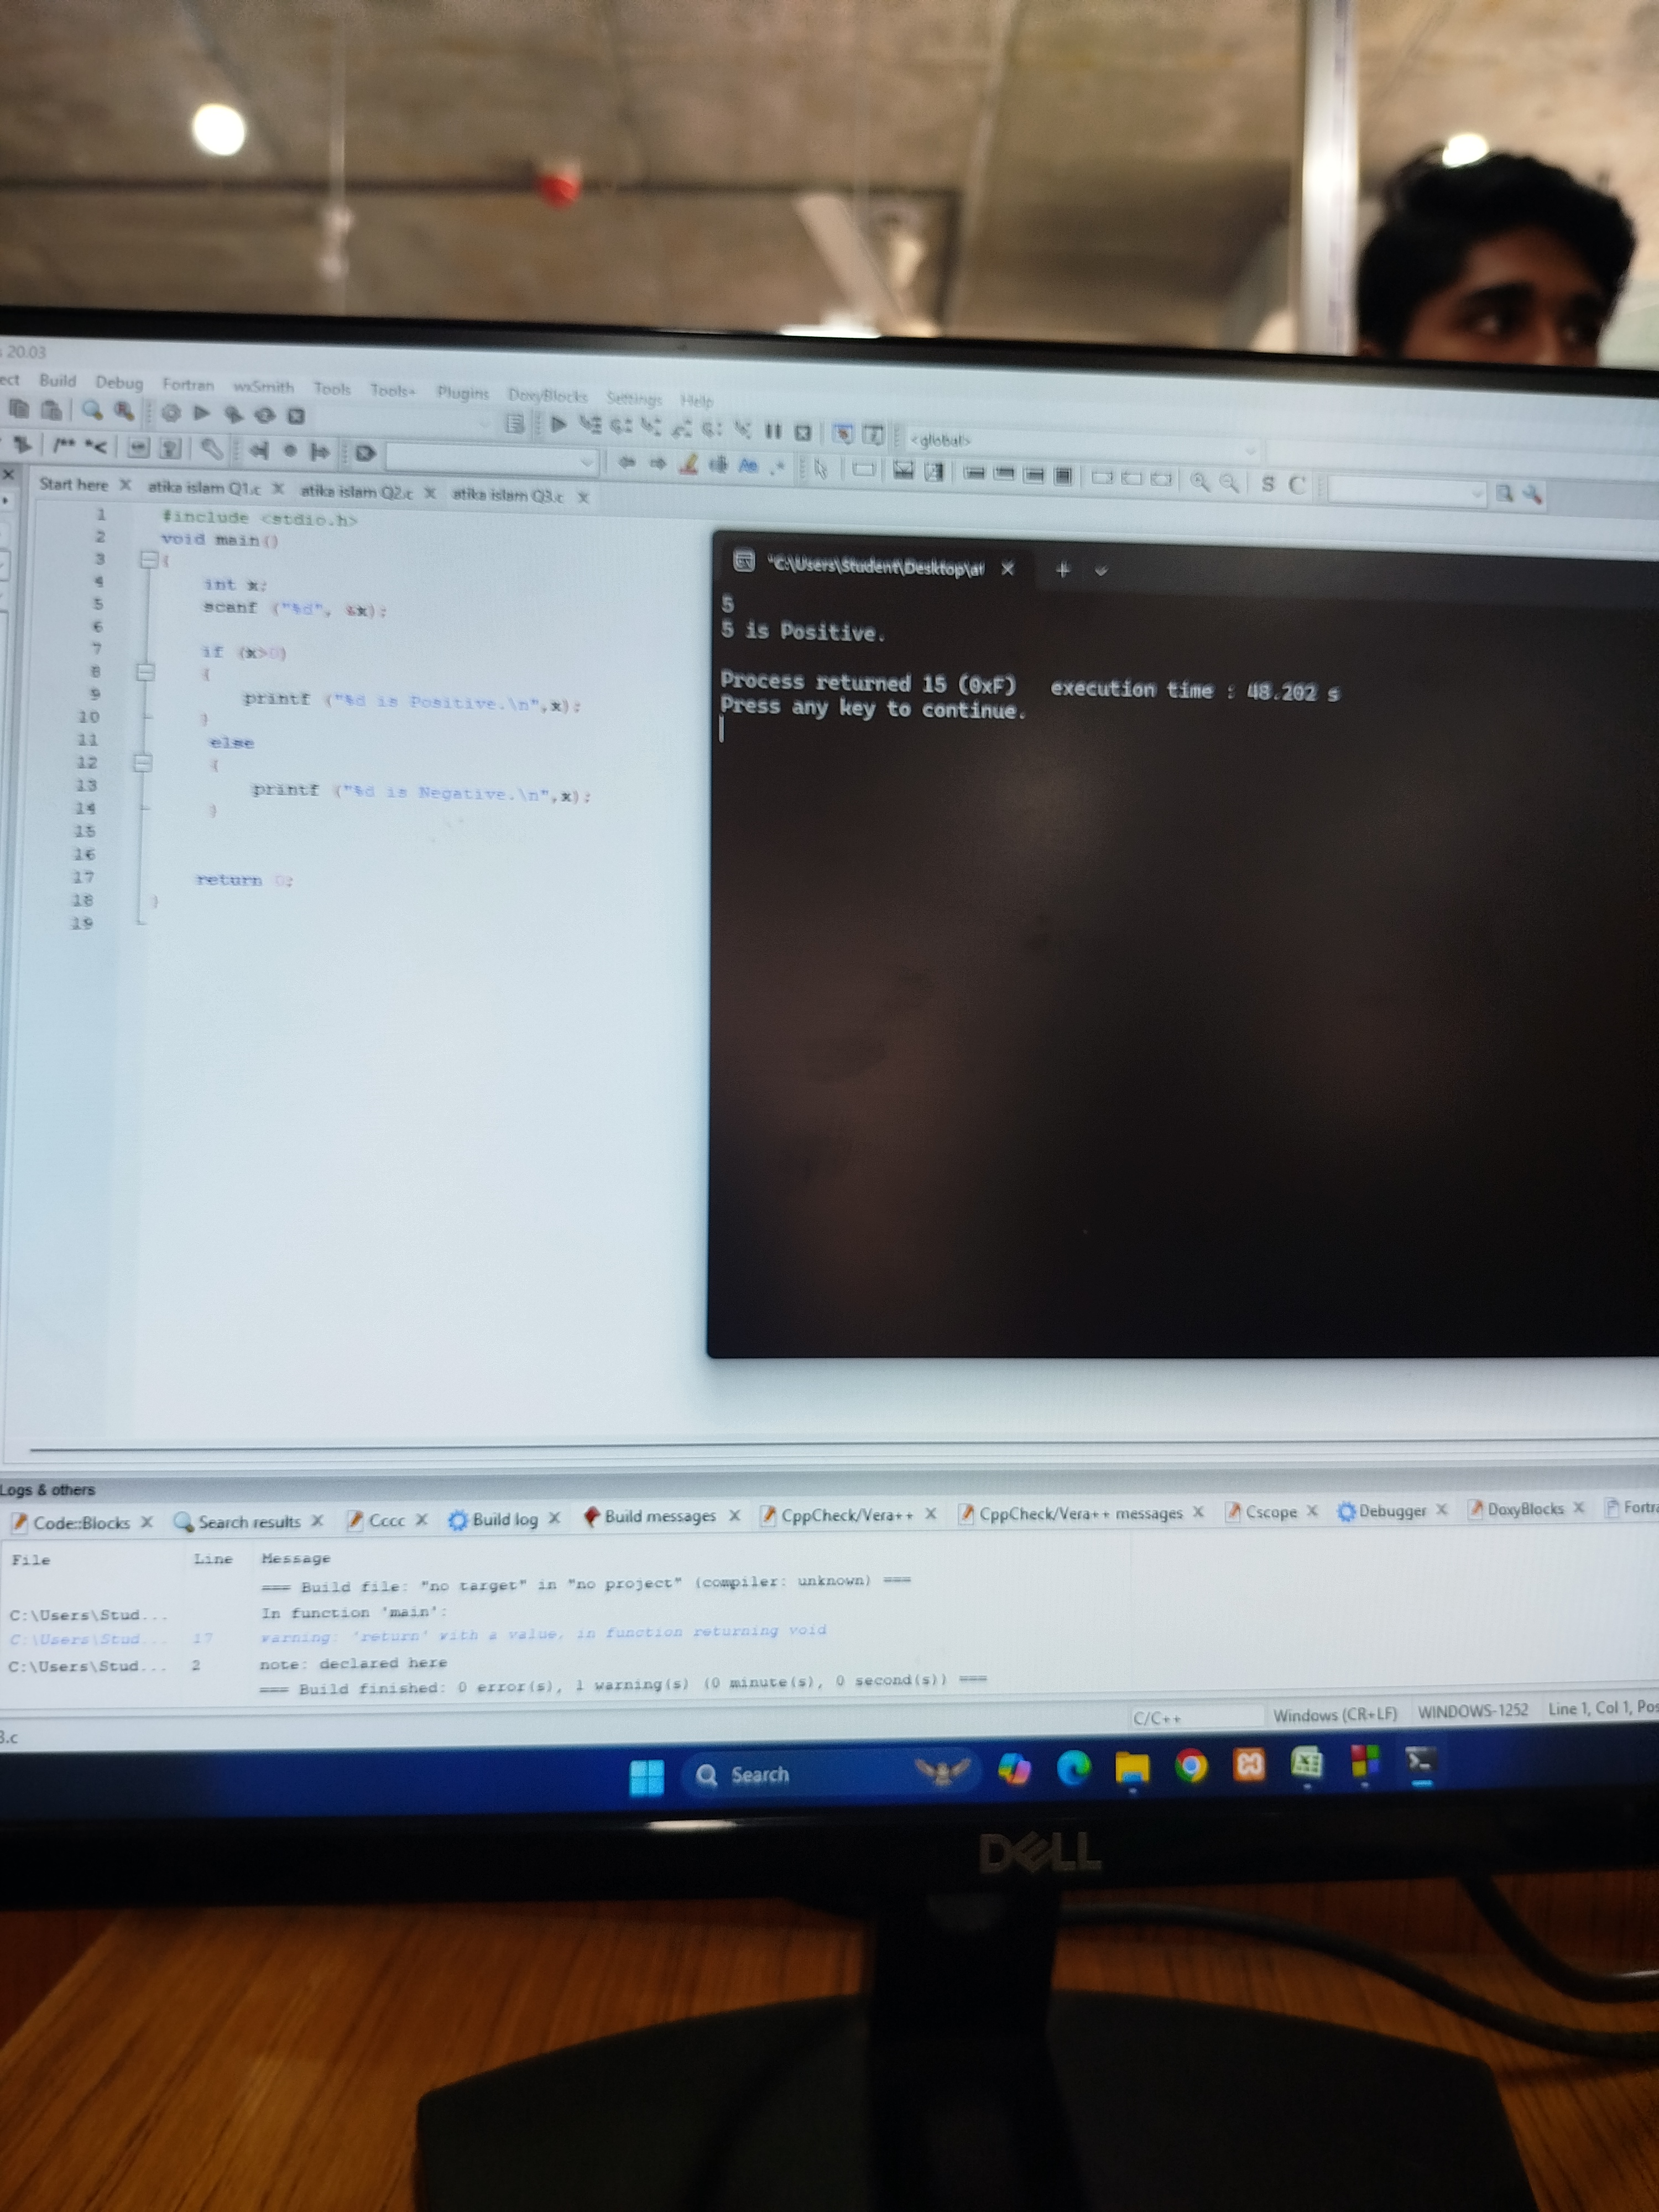 20.03
ect Build Debug Fortran wxSmith Tools Tools+ Plugins DoxyBlocks Settings Help
<global>
/** *<
S C
Start here X atika islam Q1.c X atika islam Q2.c X atika islam Q3.c X
1 #include <stdio.h>
2 void main()
3 {
4 int x;
5 scanf ("%d", &x);
6
7 if (x>0)
8 {
9 printf ("%d is Positive.\n",x);
10 }
11 else
12 {
13 printf ("%d is Negative.\n",x);
14 }
15
16
17 return 0;
18 }
19
"C:\Users\Student\Desktop\at
5
5 is Positive.
Process returned 15 (0xF) execution time : 48.202 s
Press any key to continue.
Logs & others
Code::Blocks X Search results X Cccc X Build log X Build messages X CppCheck/Vera++ X CppCheck/Vera++ messages X Cscope X Debugger X DoxyBlocks X Fortra
File Line Message
=== Build file: "no target" in "no project" (compiler: unknown) ===
C:\Users\Stud... In function 'main':
C:\Users\Stud... 17 warning: 'return' with a value, in function returning void
C:\Users\Stud... 2 note: declared here
=== Build finished: 0 error(s), 1 warning(s) (0 minute(s), 0 second(s)) ===
3.c C/C++ Windows (CR+LF) WINDOWS-1252 Line 1, Col 1, Pos
Search
DELL